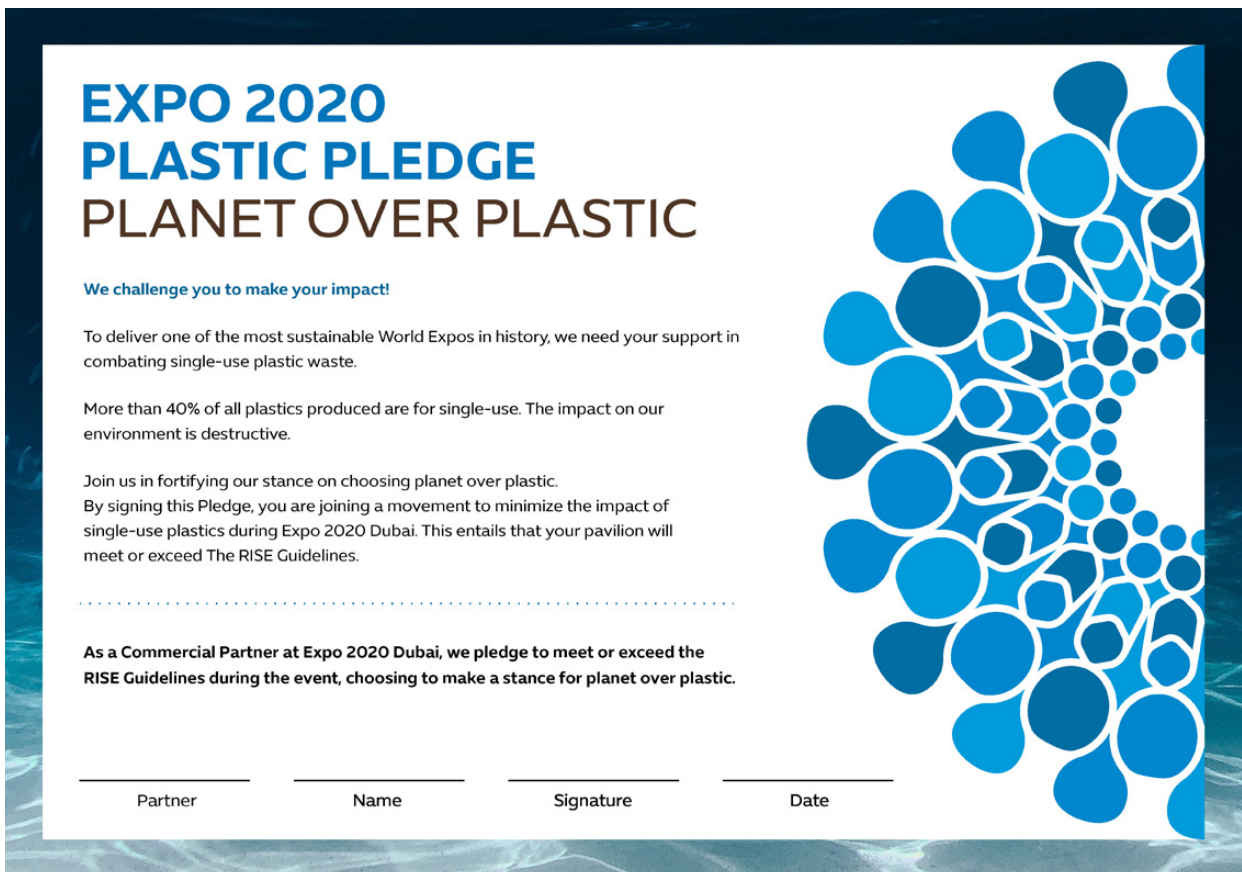 EXPO 2020
PLASTIC PLEDGE
PLANET OVER PLASTIC
We challenge you to make your impact!
To deliver one of the most sustainable World Expos in history, we need your support in
combating single-use plastic waste.
More than 40% of all plastics produced are for single-use. The impact on our
environment is destructive.
Join us in fortifying our stance on choosing planet over plastic.
By signing this Pledge, you are joining a movement to minimize the impact of
single-use plastics during Expo 2020 Dubai. This entails that your pavilion will
meet or exceed The RISE Guidelines.
As a Commercial Partner at Expo 2020 Dubai, we pledge to meet or exceed the
RISE Guidelines during the event, choosing to make a stance for planet over plastic.
Partner Name Signature Date